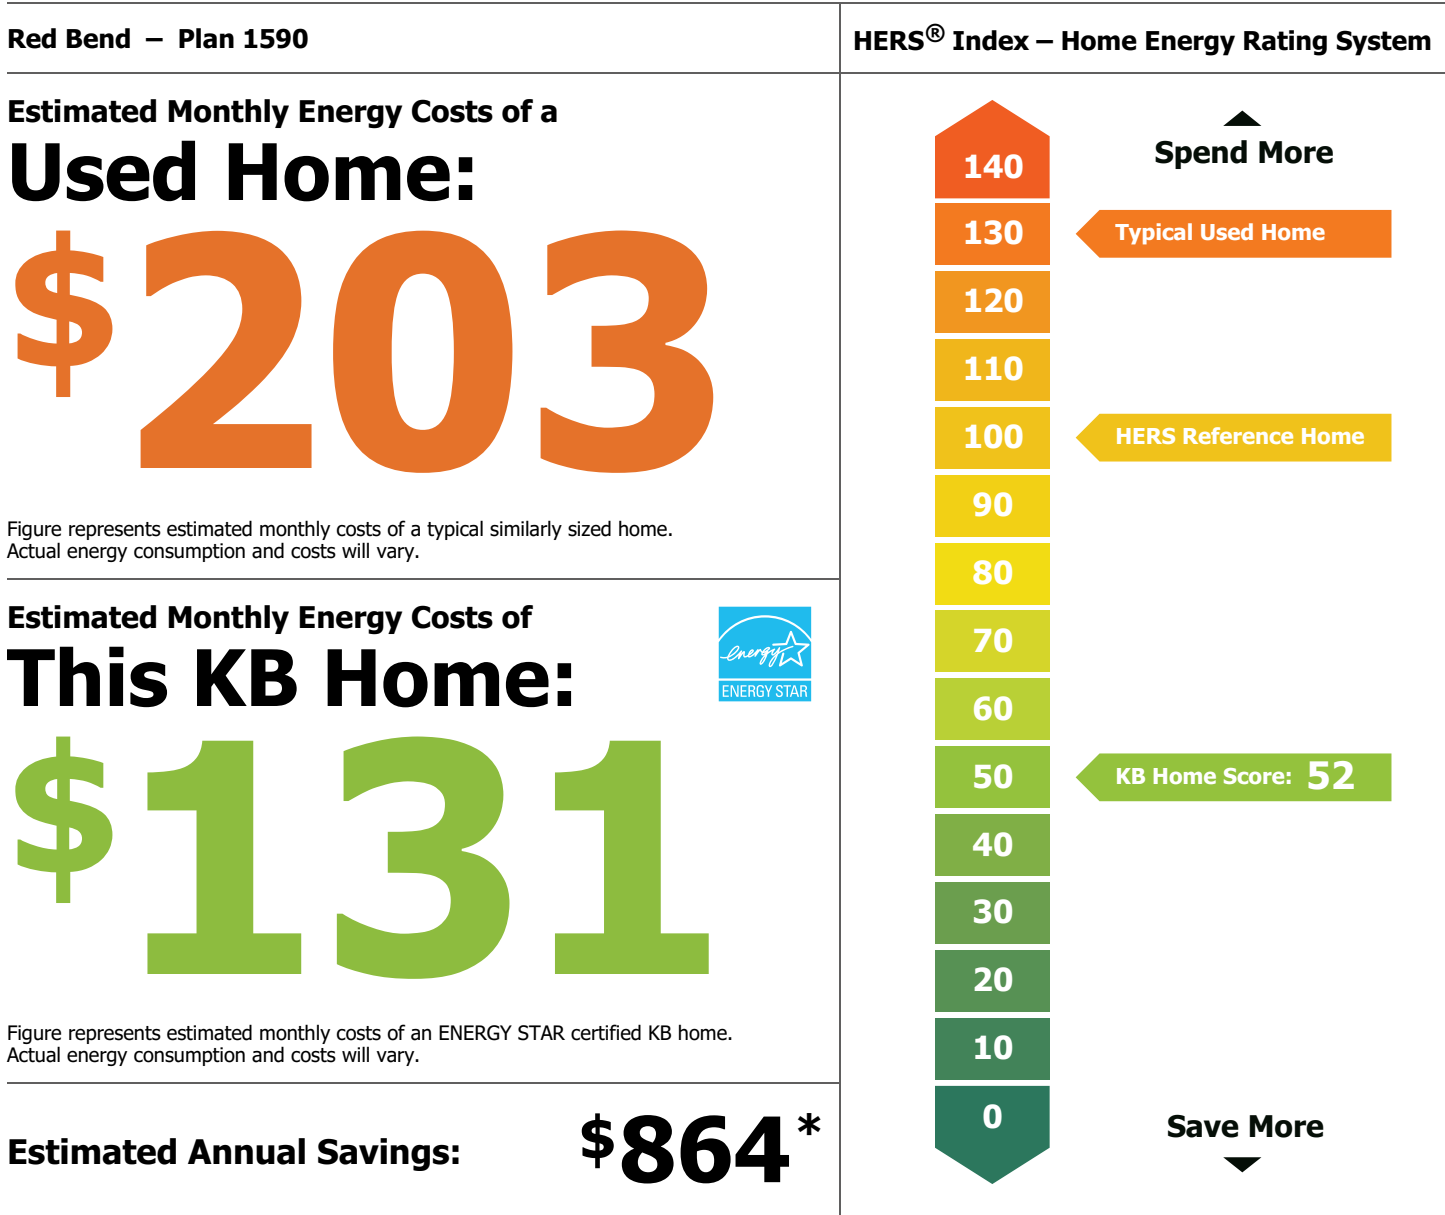 Red Bend – Plan 1590
Estimated Monthly Energy Costs of a
Used Home:
$203
Figure represents estimated monthly costs of a typical similarly sized home.
Actual energy consumption and costs will vary.
Estimated Monthly Energy Costs of
This KB Home:
energy
ENERGY STAR
$131
Figure represents estimated monthly costs of an ENERGY STAR certified KB home.
Actual energy consumption and costs will vary.
Estimated Annual Savings: $864*
HERS® Index – Home Energy Rating System
Spend More
140
130 Typical Used Home
120
110
100 HERS Reference Home
90
80
70
60
50 KB Home Score: 52
40
30
20
10
0
Save More